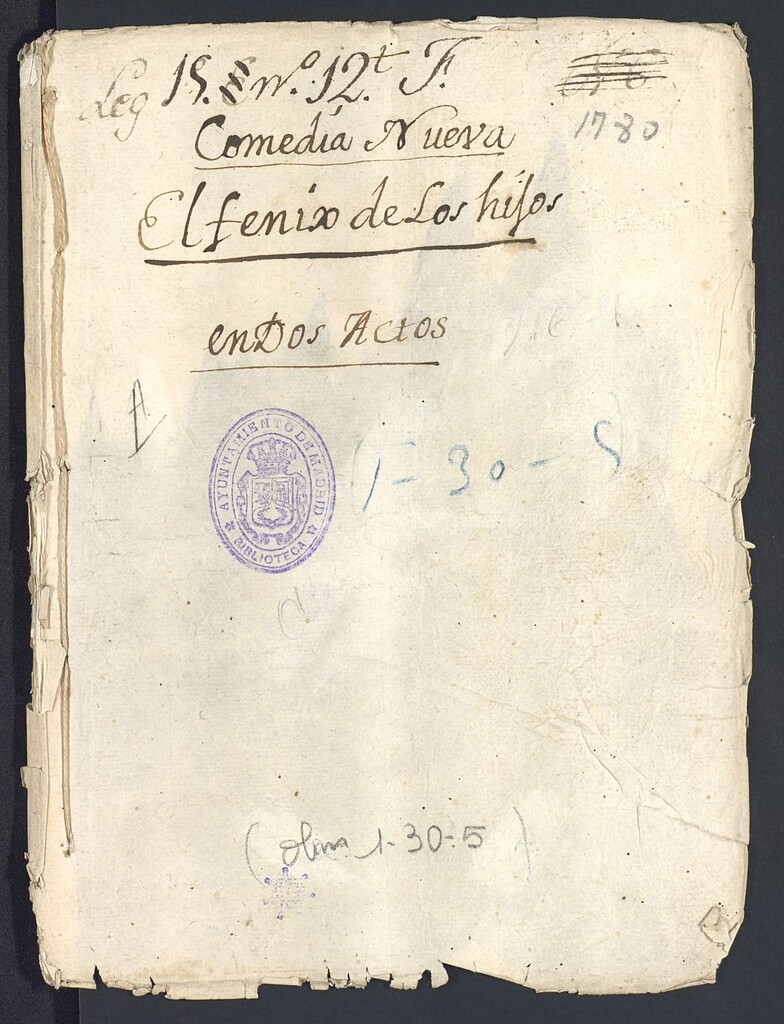 Leg 15. nº. 12. t F.
1780
Comedia Nueva
El fenix de Los hijos
en Dos Actos
A
AYUNTAMIENTO DE MADRID
BIBLIOTECA
1-30-5
(olim 1-30-5)